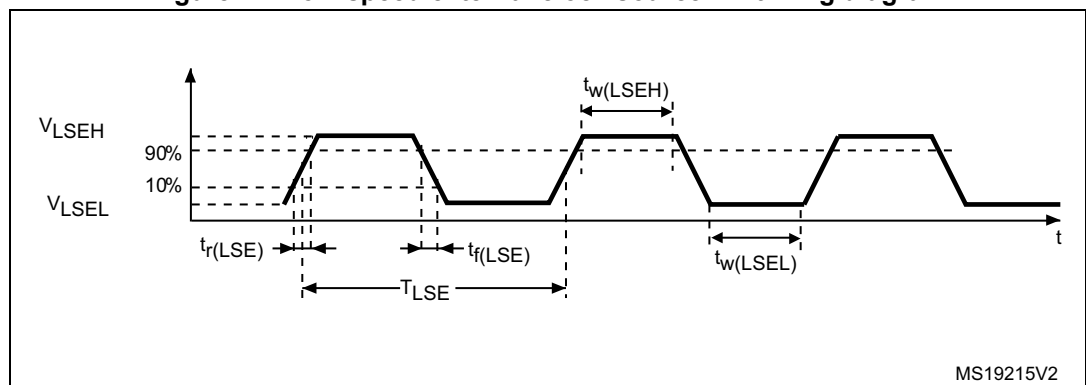 tw(LSEH)
VLSEH
90%
10%
VLSEL
t
tr(LSE)
tf(LSE)
tw(LSEL)
TLSE
MS19215V2